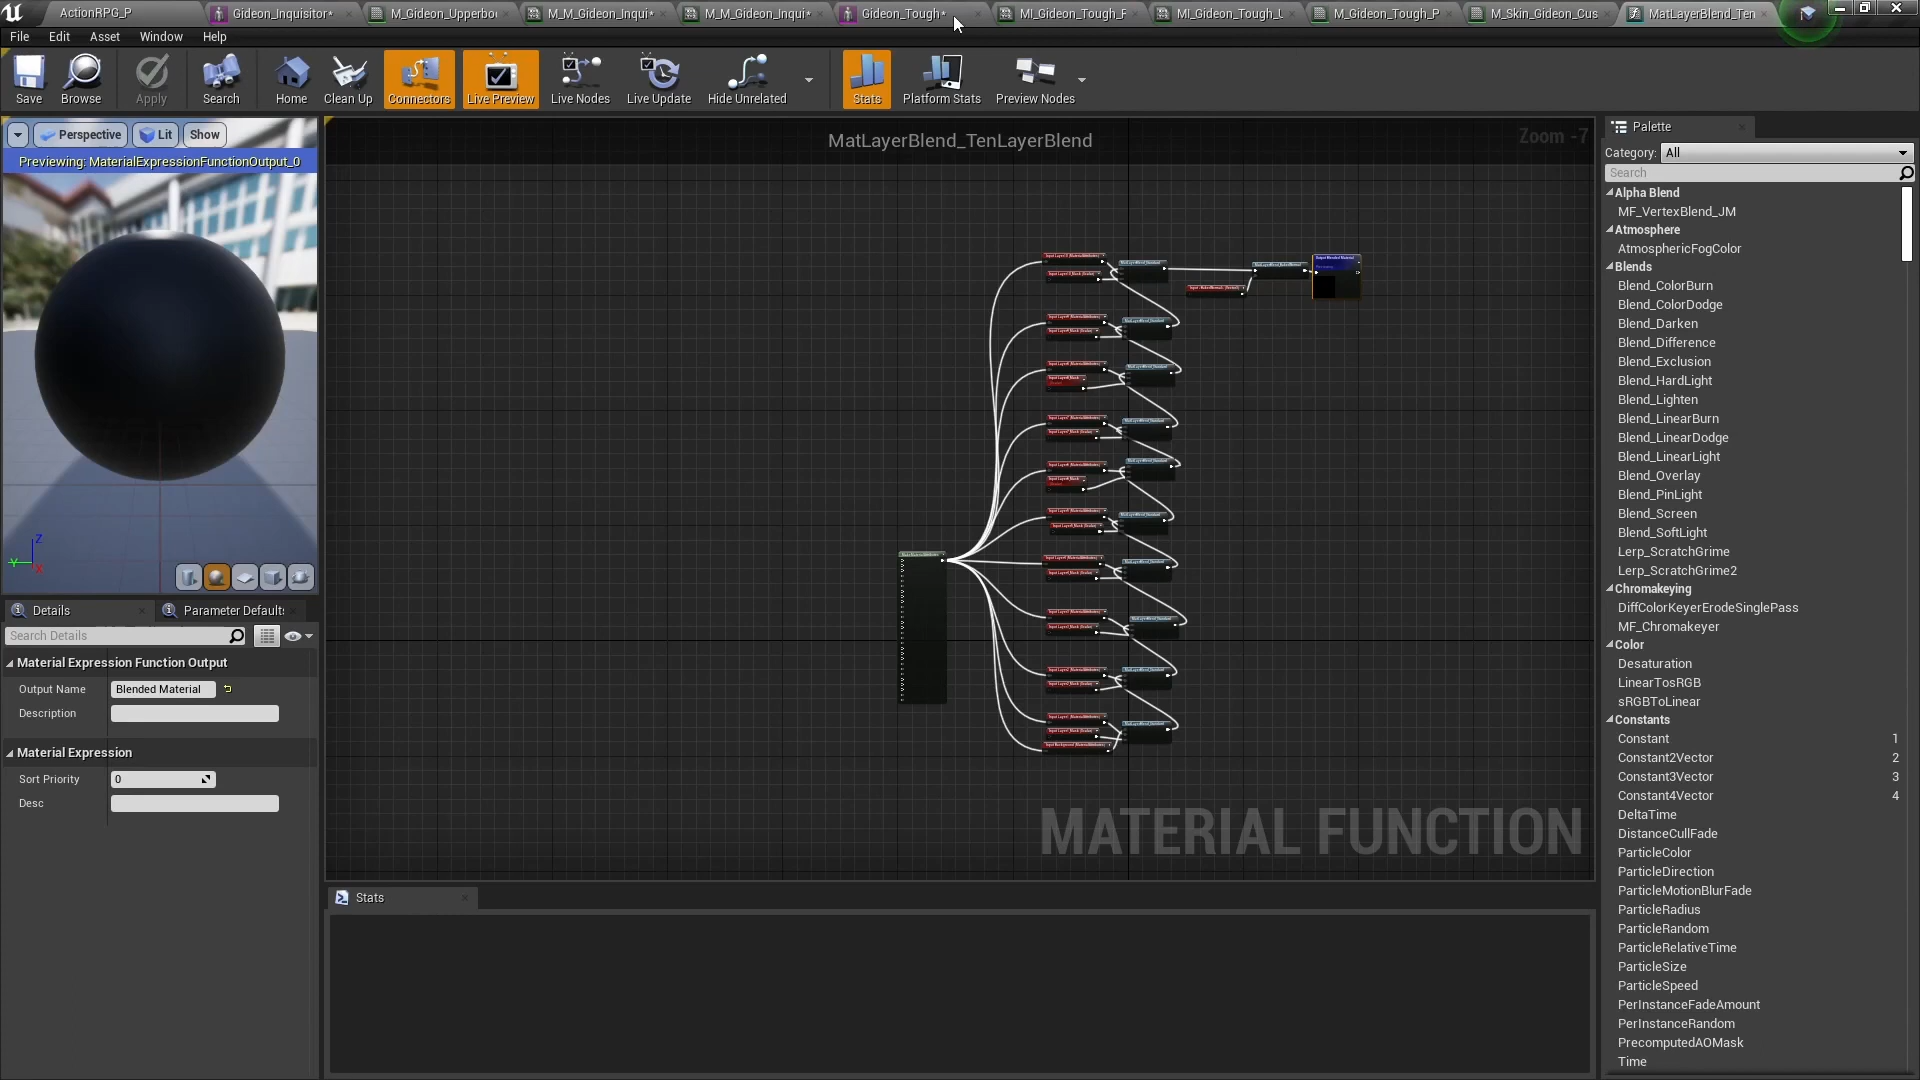 ActionRPG_P
Gideon_Inquisitor*
M_Gideon_Upperbo
M_M_Gideon_Inqui*
M_M_Gideon_Inqui*
Gideon_Tough*
MI_Gideon_Tough_F
MI_Gideon_Tough_U
M_Gideon_Tough_P
M_Skin_Gideon_Cus
MatLayerBlend_Ten
File Edit Asset Window Help
Save Browse Apply Search Home Clean Up Connectors Live Preview Live Nodes Live Update Hide Unrelated Stats Platform Stats Preview Nodes
Perspective Lit Show
Previewing: MaterialExpressionFunctionOutput_0
Z
Y
X
MatLayerBlend_TenLayerBlend
Zoom -7
MATERIAL FUNCTION
Details
Parameter Defaults
Search Details
Material Expression Function Output
Output Name Blended Material
Description
Material Expression
Sort Priority 0
Desc
Stats
Palette
Category: All
Search
Alpha Blend
MF_VertexBlend_JM
Atmosphere
AtmosphericFogColor
Blends
Blend_ColorBurn
Blend_ColorDodge
Blend_Darken
Blend_Difference
Blend_Exclusion
Blend_HardLight
Blend_Lighten
Blend_LinearBurn
Blend_LinearDodge
Blend_LinearLight
Blend_Overlay
Blend_PinLight
Blend_Screen
Blend_SoftLight
Lerp_ScratchGrime
Lerp_ScratchGrime2
Chromakeying
DiffColorKeyerErodeSinglePass
MF_Chromakeyer
Color
Desaturation
LinearTosRGB
sRGBToLinear
Constants
Constant 1
Constant2Vector 2
Constant3Vector 3
Constant4Vector 4
DeltaTime
DistanceCullFade
ParticleColor
ParticleDirection
ParticleMotionBlurFade
ParticleRadius
ParticleRandom
ParticleRelativeTime
ParticleSize
ParticleSpeed
PerInstanceFadeAmount
PerInstanceRandom
PrecomputedAOMask
Time